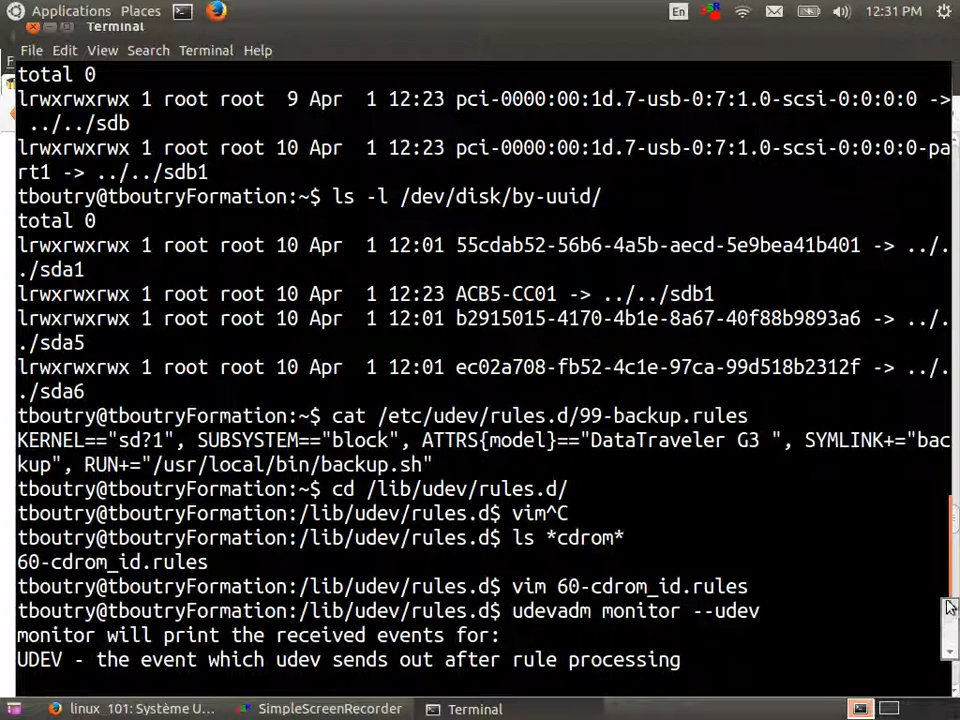 Applications Places En 12:31 PM
Terminal
File Edit View Search Terminal Help
total 0
lrwxrwxrwx 1 root root  9 Apr  1 12:23 pci-0000:00:1d.7-usb-0:7:1.0-scsi-0:0:0:0 ->
 ../../sdb
lrwxrwxrwx 1 root root 10 Apr  1 12:23 pci-0000:00:1d.7-usb-0:7:1.0-scsi-0:0:0:0-pa
rt1 -> ../../sdb1
tboutry@tboutryFormation:~$ ls -l /dev/disk/by-uuid/
total 0
lrwxrwxrwx 1 root root 10 Apr  1 12:01 55cdab52-56b6-4a5b-aecd-5e9bea41b401 -> ../.
./sda1
lrwxrwxrwx 1 root root 10 Apr  1 12:23 ACB5-CC01 -> ../../sdb1
lrwxrwxrwx 1 root root 10 Apr  1 12:01 b2915015-4170-4b1e-8a67-40f88b9893a6 -> ../.
./sda5
lrwxrwxrwx 1 root root 10 Apr  1 12:01 ec02a708-fb52-4c1e-97ca-99d518b2312f -> ../.
./sda6
tboutry@tboutryFormation:~$ cat /etc/udev/rules.d/99-backup.rules
KERNEL=="sd?1", SUBSYSTEM=="block", ATTRS{model}=="DataTraveler G3 ", SYMLINK+="bac
kup", RUN+="/usr/local/bin/backup.sh"
tboutry@tboutryFormation:~$ cd /lib/udev/rules.d/
tboutry@tboutryFormation:/lib/udev/rules.d$ vim^C
tboutry@tboutryFormation:/lib/udev/rules.d$ ls *cdrom*
60-cdrom_id.rules
tboutry@tboutryFormation:/lib/udev/rules.d$ vim 60-cdrom_id.rules
tboutry@tboutryFormation:/lib/udev/rules.d$ udevadm monitor --udev
monitor will print the received events for:
UDEV - the event which udev sends out after rule processing
linux_101: Système U... SimpleScreenRecorder Terminal